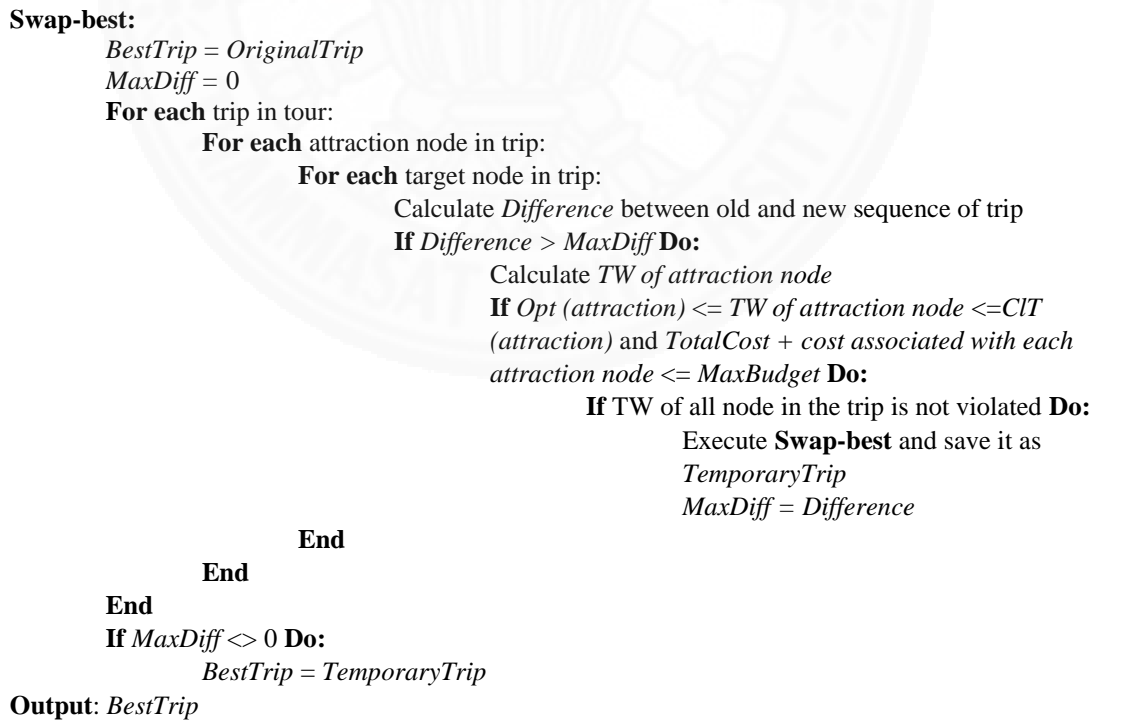 Swap-best:
BestTrip = OriginalTrip
MaxDiff = 0
For each trip in tour:
For each attraction node in trip:
For each target node in trip:
Calculate Difference between old and new sequence of trip
If Difference > MaxDiff Do:
Calculate TW of attraction node
If Opt (attraction) <= TW of attraction node <=ClT
(attraction) and TotalCost + cost associated with each
attraction node <= MaxBudget Do:
If TW of all node in the trip is not violated Do:
Execute Swap-best and save it as
TemporaryTrip
MaxDiff = Difference
End
End
End
If MaxDiff <> 0 Do:
BestTrip = TemporaryTrip
Output: BestTrip